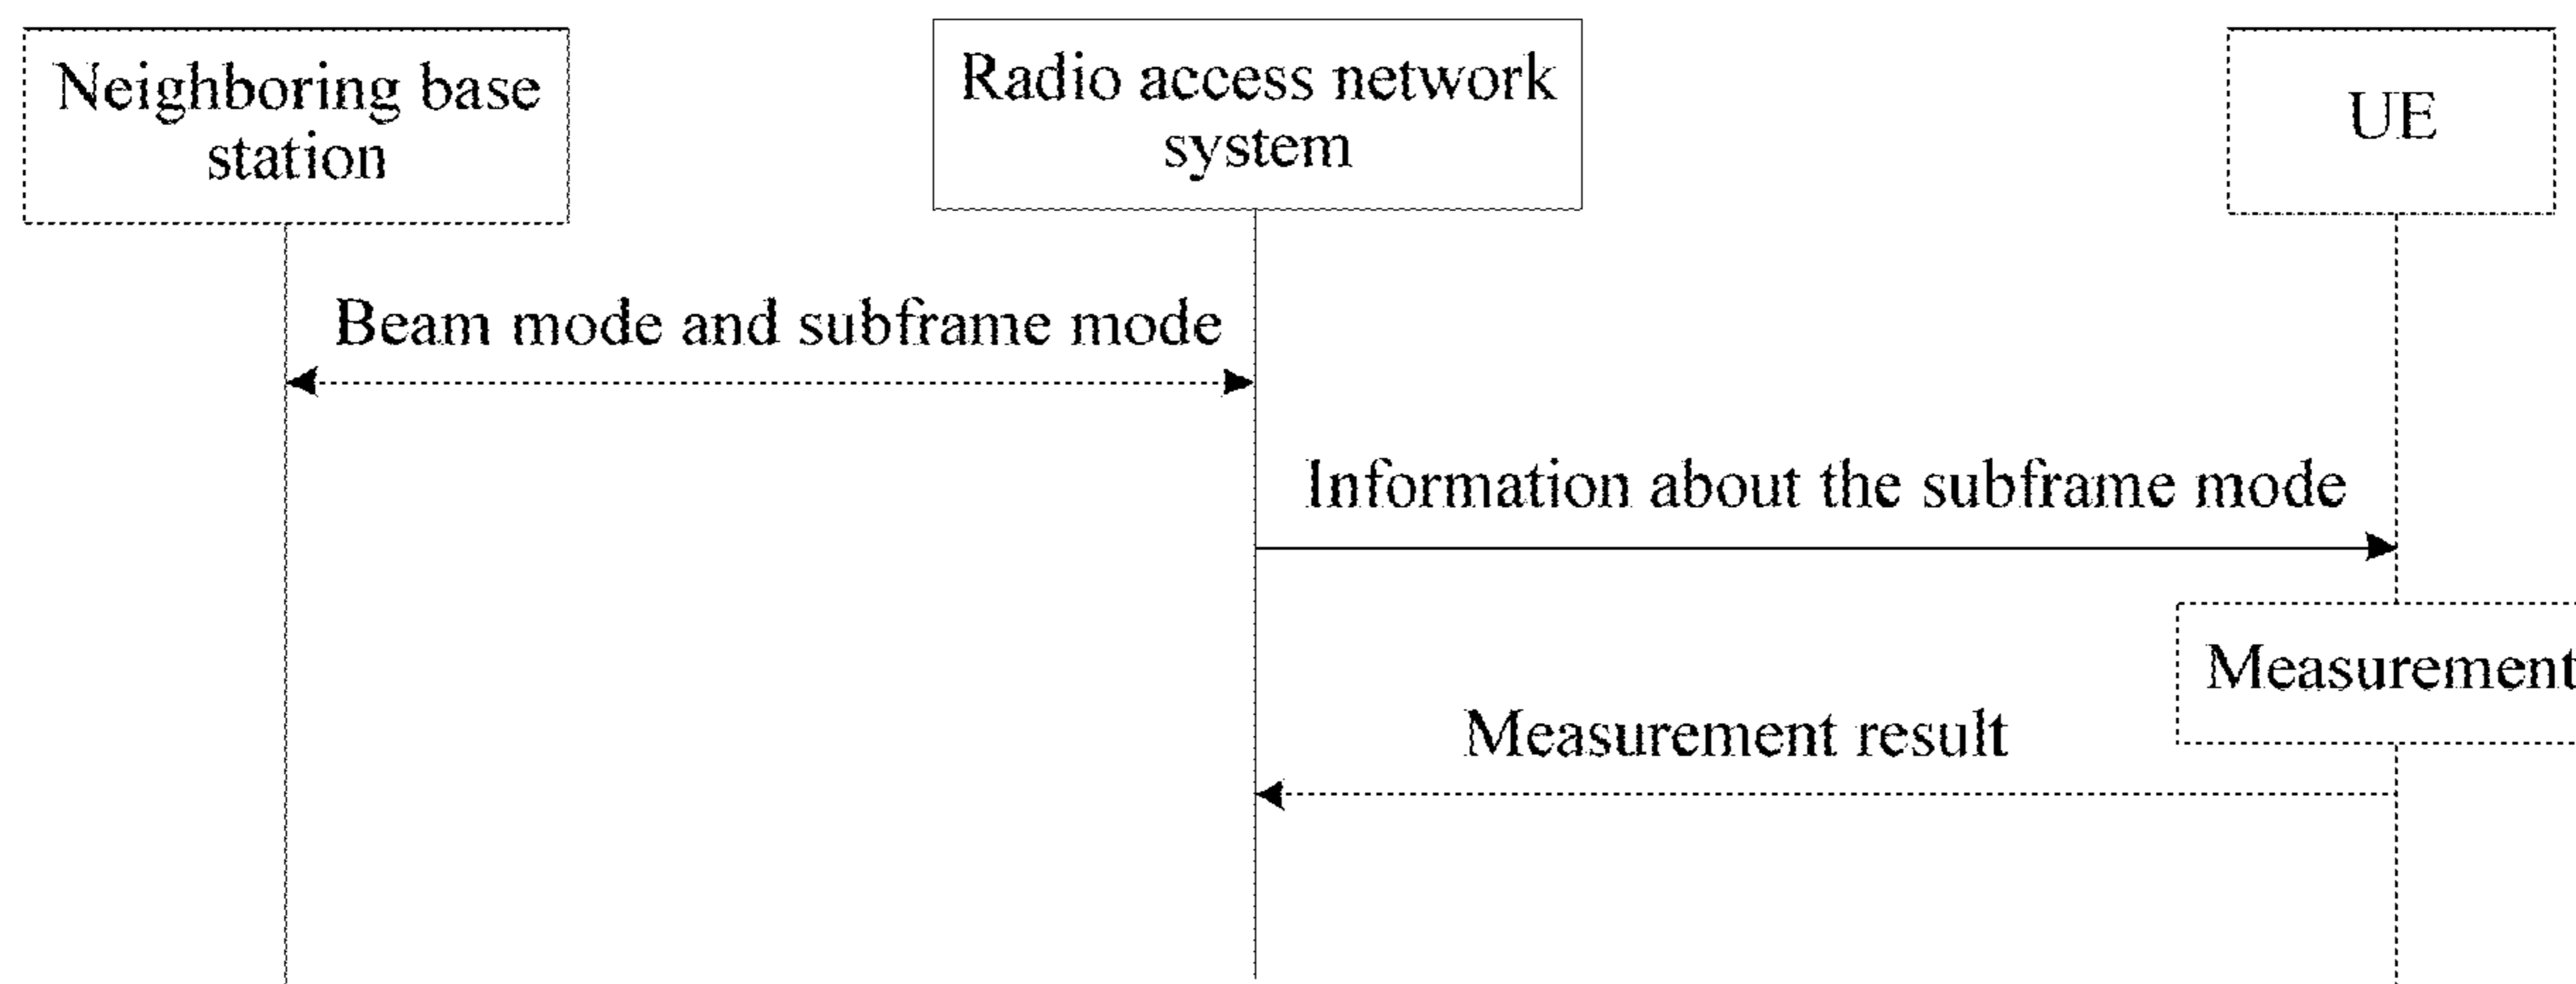 Neighboring base
station
Radio access network
system
UE
Beam mode and subframe mode
Information about the subframe mode
Measurement
Measurement result